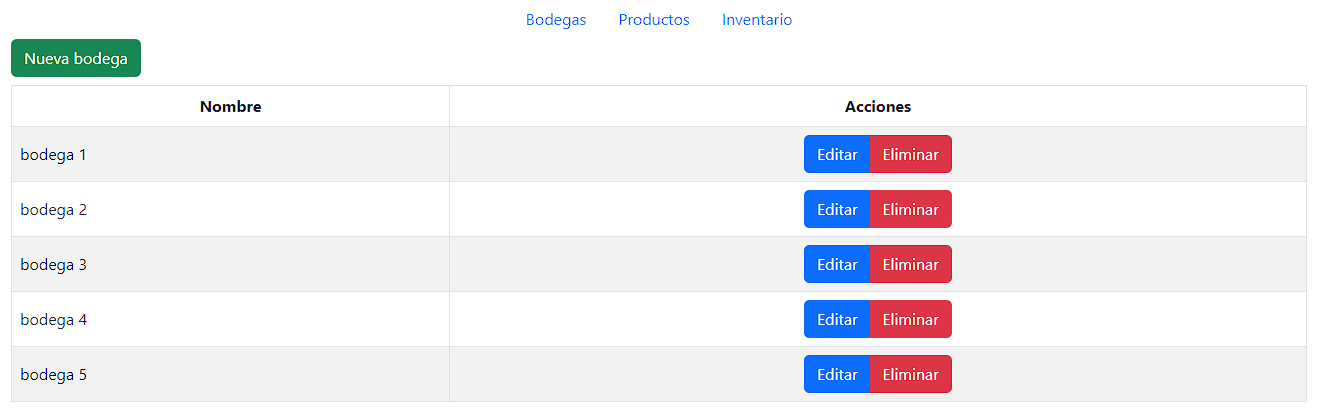 Bodegas Productos Inventario
Nueva bodega
Nombre Acciones
bodega 1 Editar Eliminar
bodega 2 Editar Eliminar
bodega 3 Editar Eliminar
bodega 4 Editar Eliminar
bodega 5 Editar Eliminar